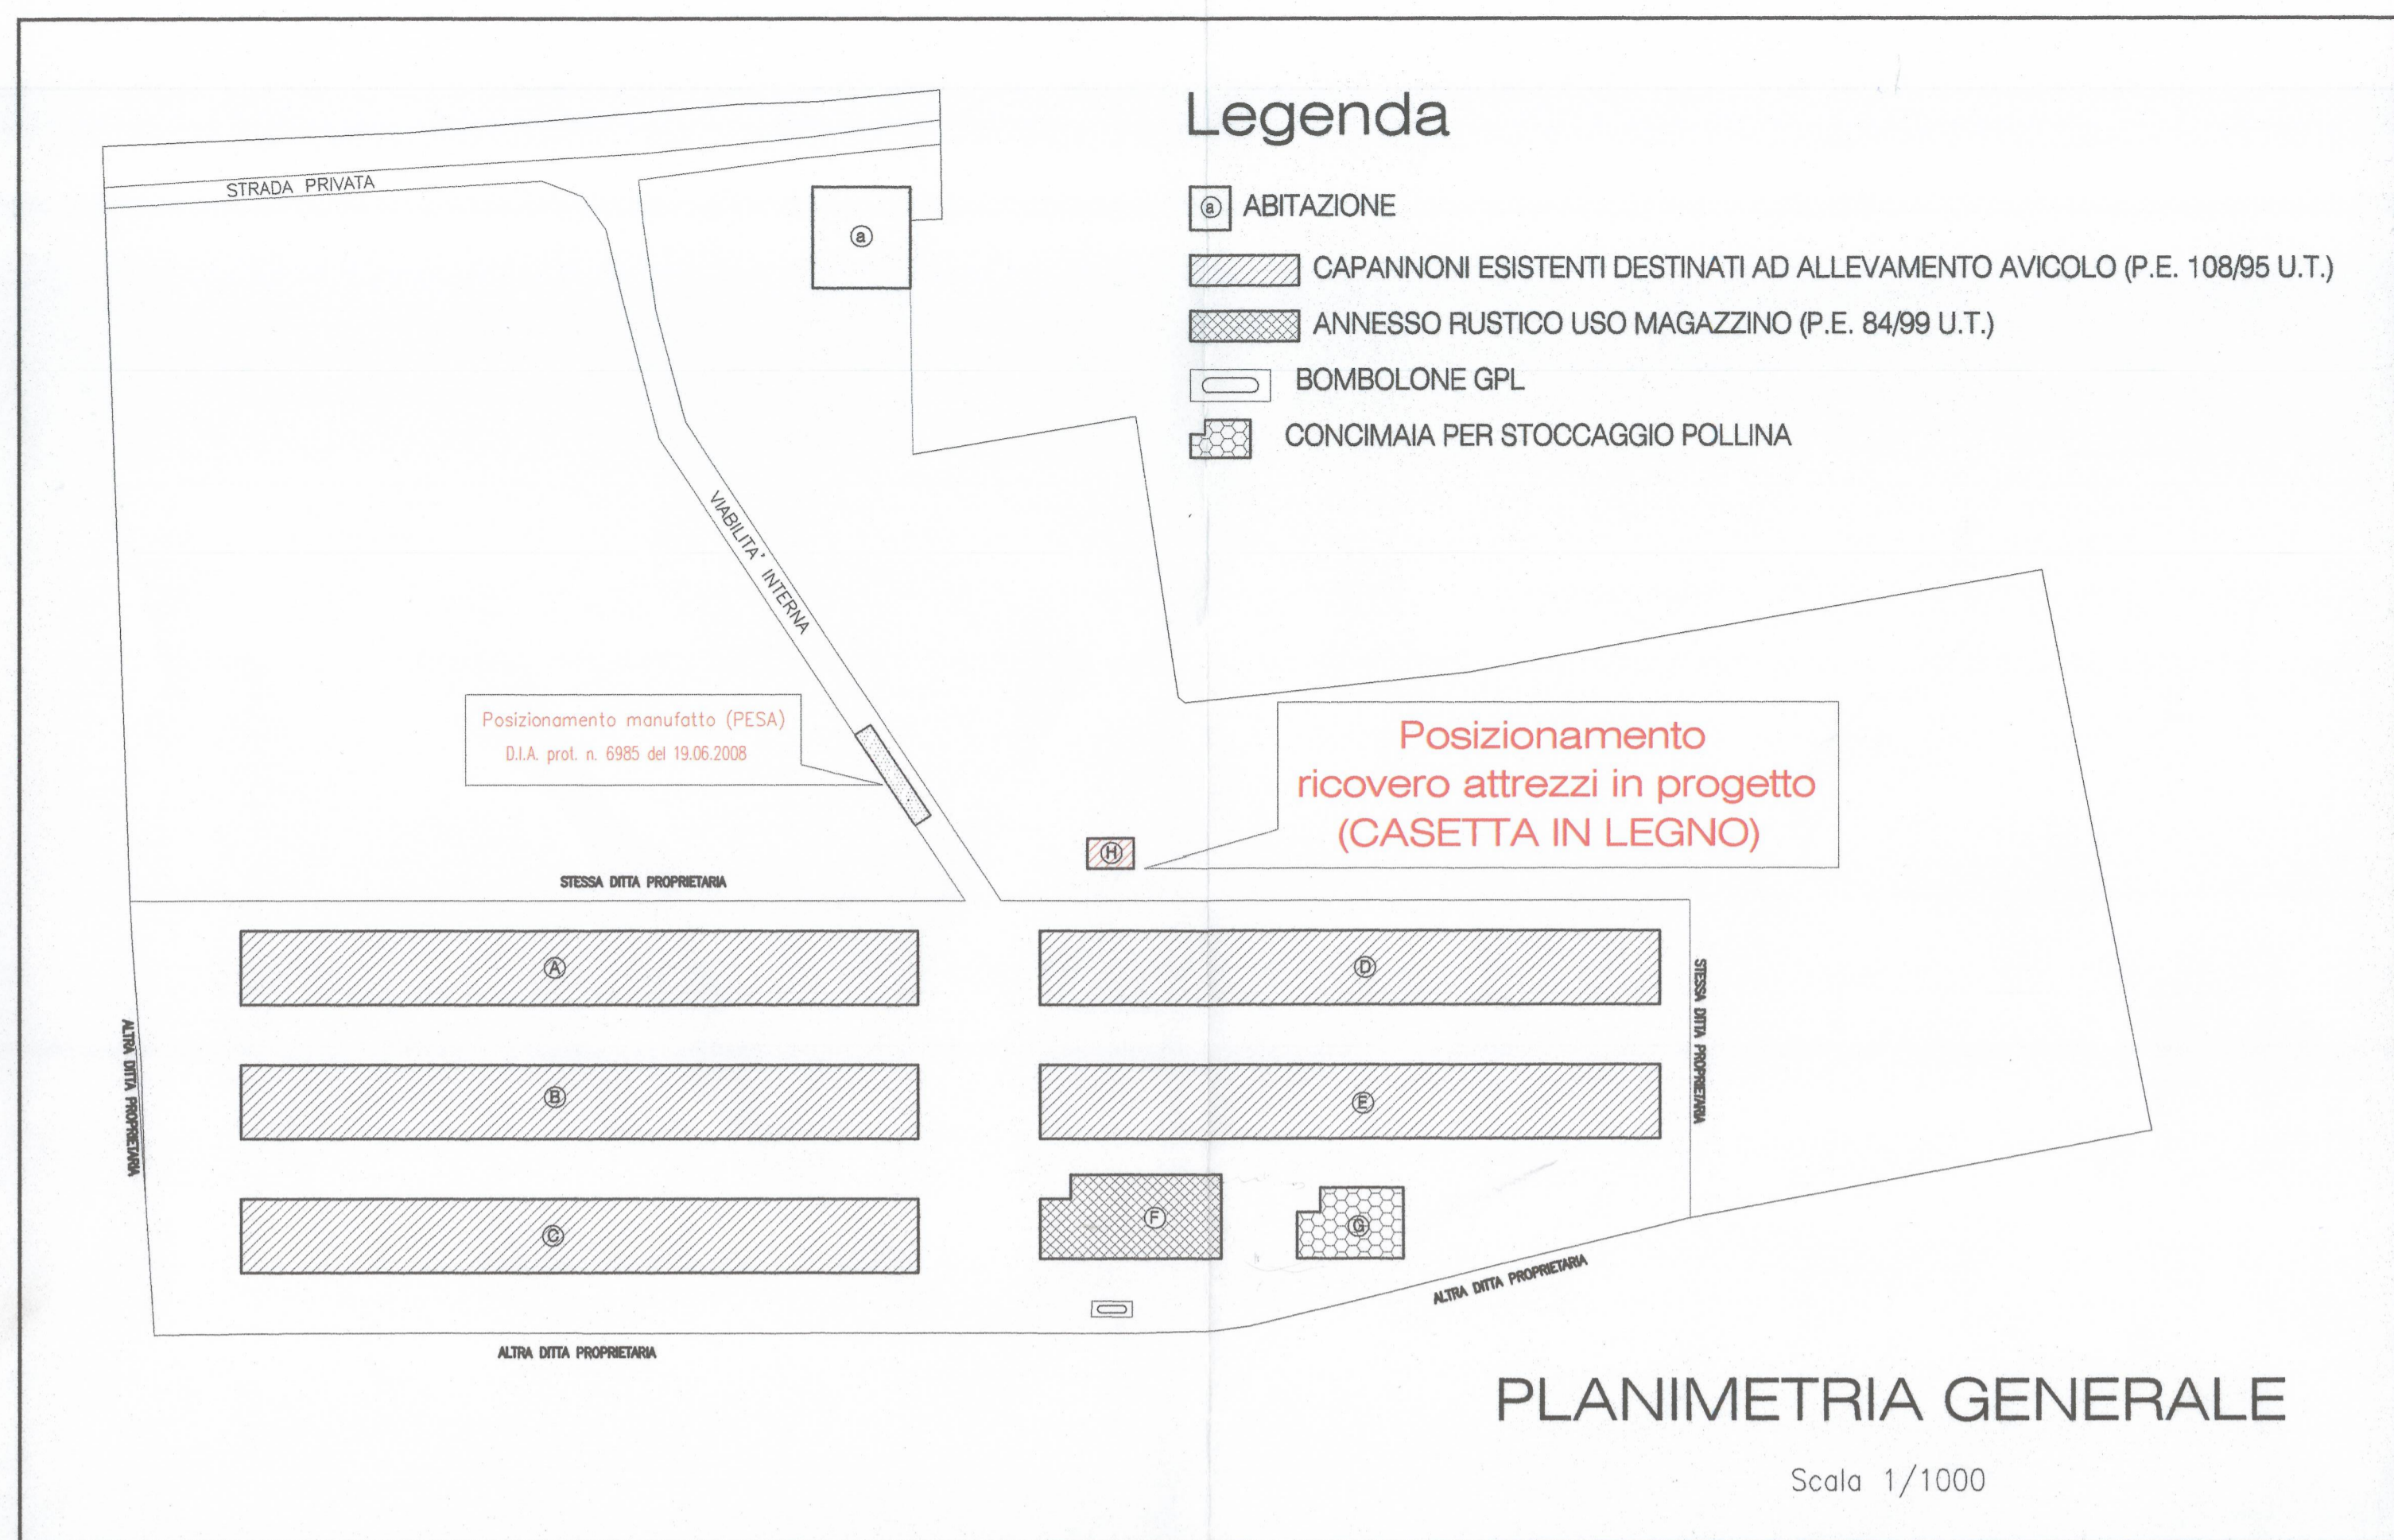 Legenda
STRADA PRIVATA
a
a ABITAZIONE
CAPANNONI ESISTENTI DESTINATI AD ALLEVAMENTO AVICOLO (P.E. 108/95 U.T.)
ANNESSO RUSTICO USO MAGAZZINO (P.E. 84/99 U.T.)
BOMBOLONE GPL
CONCIMAIA PER STOCCAGGIO POLLINA
VIABILITA' INTERNA
Posizionamento manufatto (PESA)
D.I.A. prot. n. 6985 del 19.06.2008
Posizionamento
ricovero attrezzi in progetto
(CASETTA IN LEGNO)
H
STESSA DITTA PROPRIETARIA
A
D
STESSA DITTA PROPRIETARIA
ALTRA DITTA PROPRIETARIA
B
E
C
F
G
ALTRA DITTA PROPRIETARIA
ALTRA DITTA PROPRIETARIA
PLANIMETRIA GENERALE
Scala 1/1000